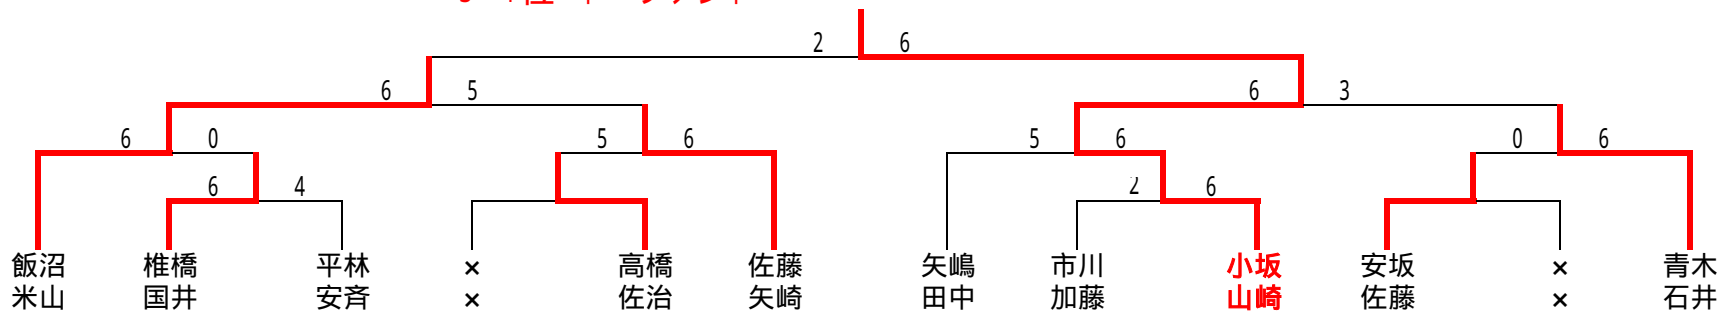 2 6
6 5 6 3
6 0 5 6 5 6 0 6
6 4 2 6
飯沼 椎橋 平林 × 高橋 佐藤 矢嶋 市川 小坂 安坂 × 青木
米山 国井 安斉 × 佐治 矢崎 田中 加藤 山崎 佐藤 × 石井